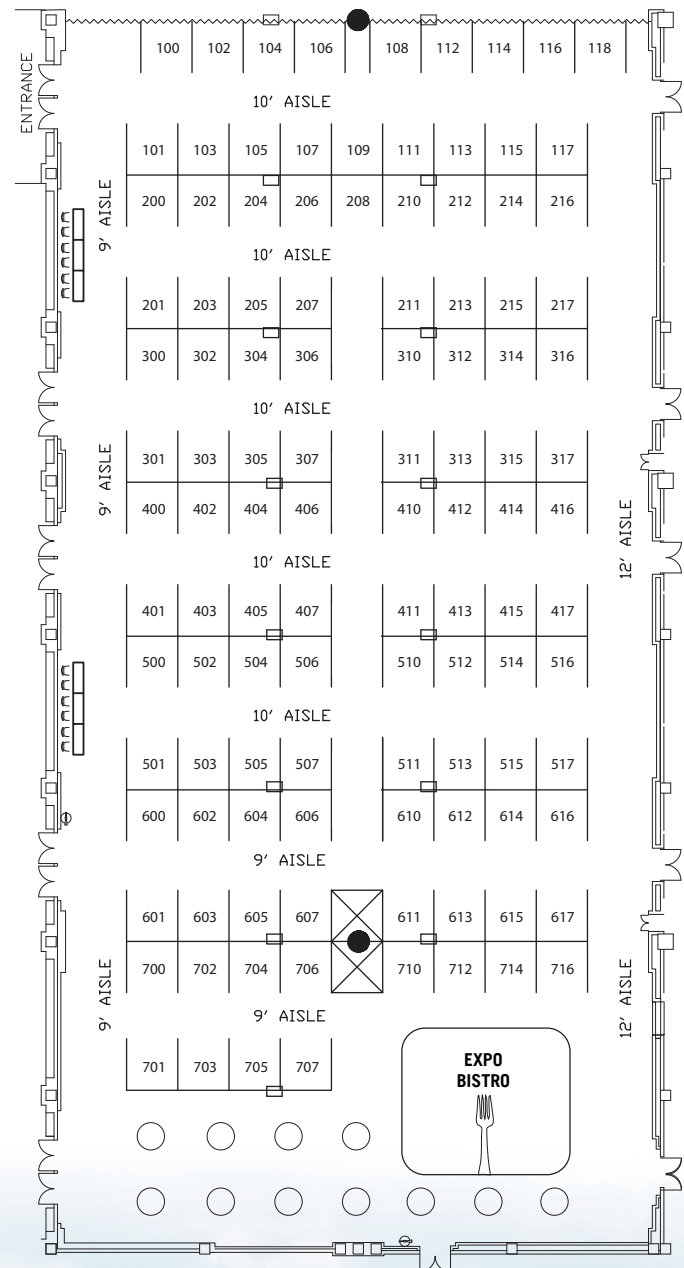 100 102 104 106 108 112 114 116 118
ENTRANCE
10' AISLE
101 103 105 107 109 111 113 115 117
200 202 204 206 208 210 212 214 216
9' AISLE
10' AISLE
201 203 205 207 211 213 215 217
300 302 304 306 310 312 314 316
10' AISLE
301 303 305 307 311 313 315 317
9' AISLE
400 402 404 406 410 412 414 416
12' AISLE
10' AISLE
401 403 405 407 411 413 415 417
500 502 504 506 510 512 514 516
10' AISLE
501 503 505 507 511 513 515 517
600 602 604 606 610 612 614 616
9' AISLE
601 603 605 607 611 613 615 617
700 702 704 706 710 712 714 716
9' AISLE
12' AISLE
9' AISLE
701 703 705 707
EXPO
BISTRO